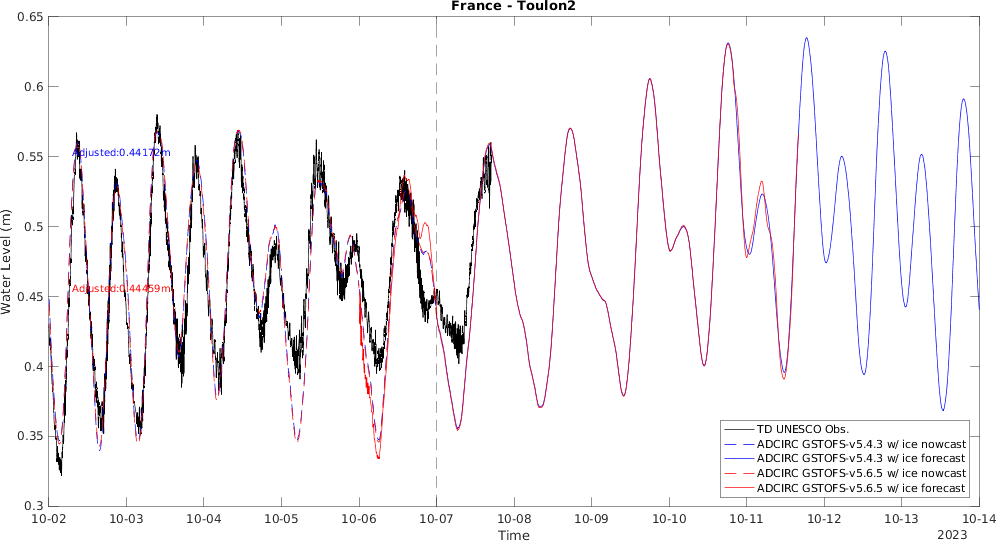 France - Toulon2
Water Level (m)
0.65
0.6
0.55
0.5
0.45
0.4
0.35
0.3
Adjusted:0.44172m
Adjusted:0.44459m
TD UNESCO Obs.
ADCIRC GSTOFS-v5.4.3 w/ ice nowcast
ADCIRC GSTOFS-v5.4.3 w/ ice forecast
ADCIRC GSTOFS-v5.6.5 w/ ice nowcast
ADCIRC GSTOFS-v5.6.5 w/ ice forecast
10-02 10-03 10-04 10-05 10-06 10-07 10-08 10-09 10-10 10-11 10-12 10-13 10-14
Time
2023